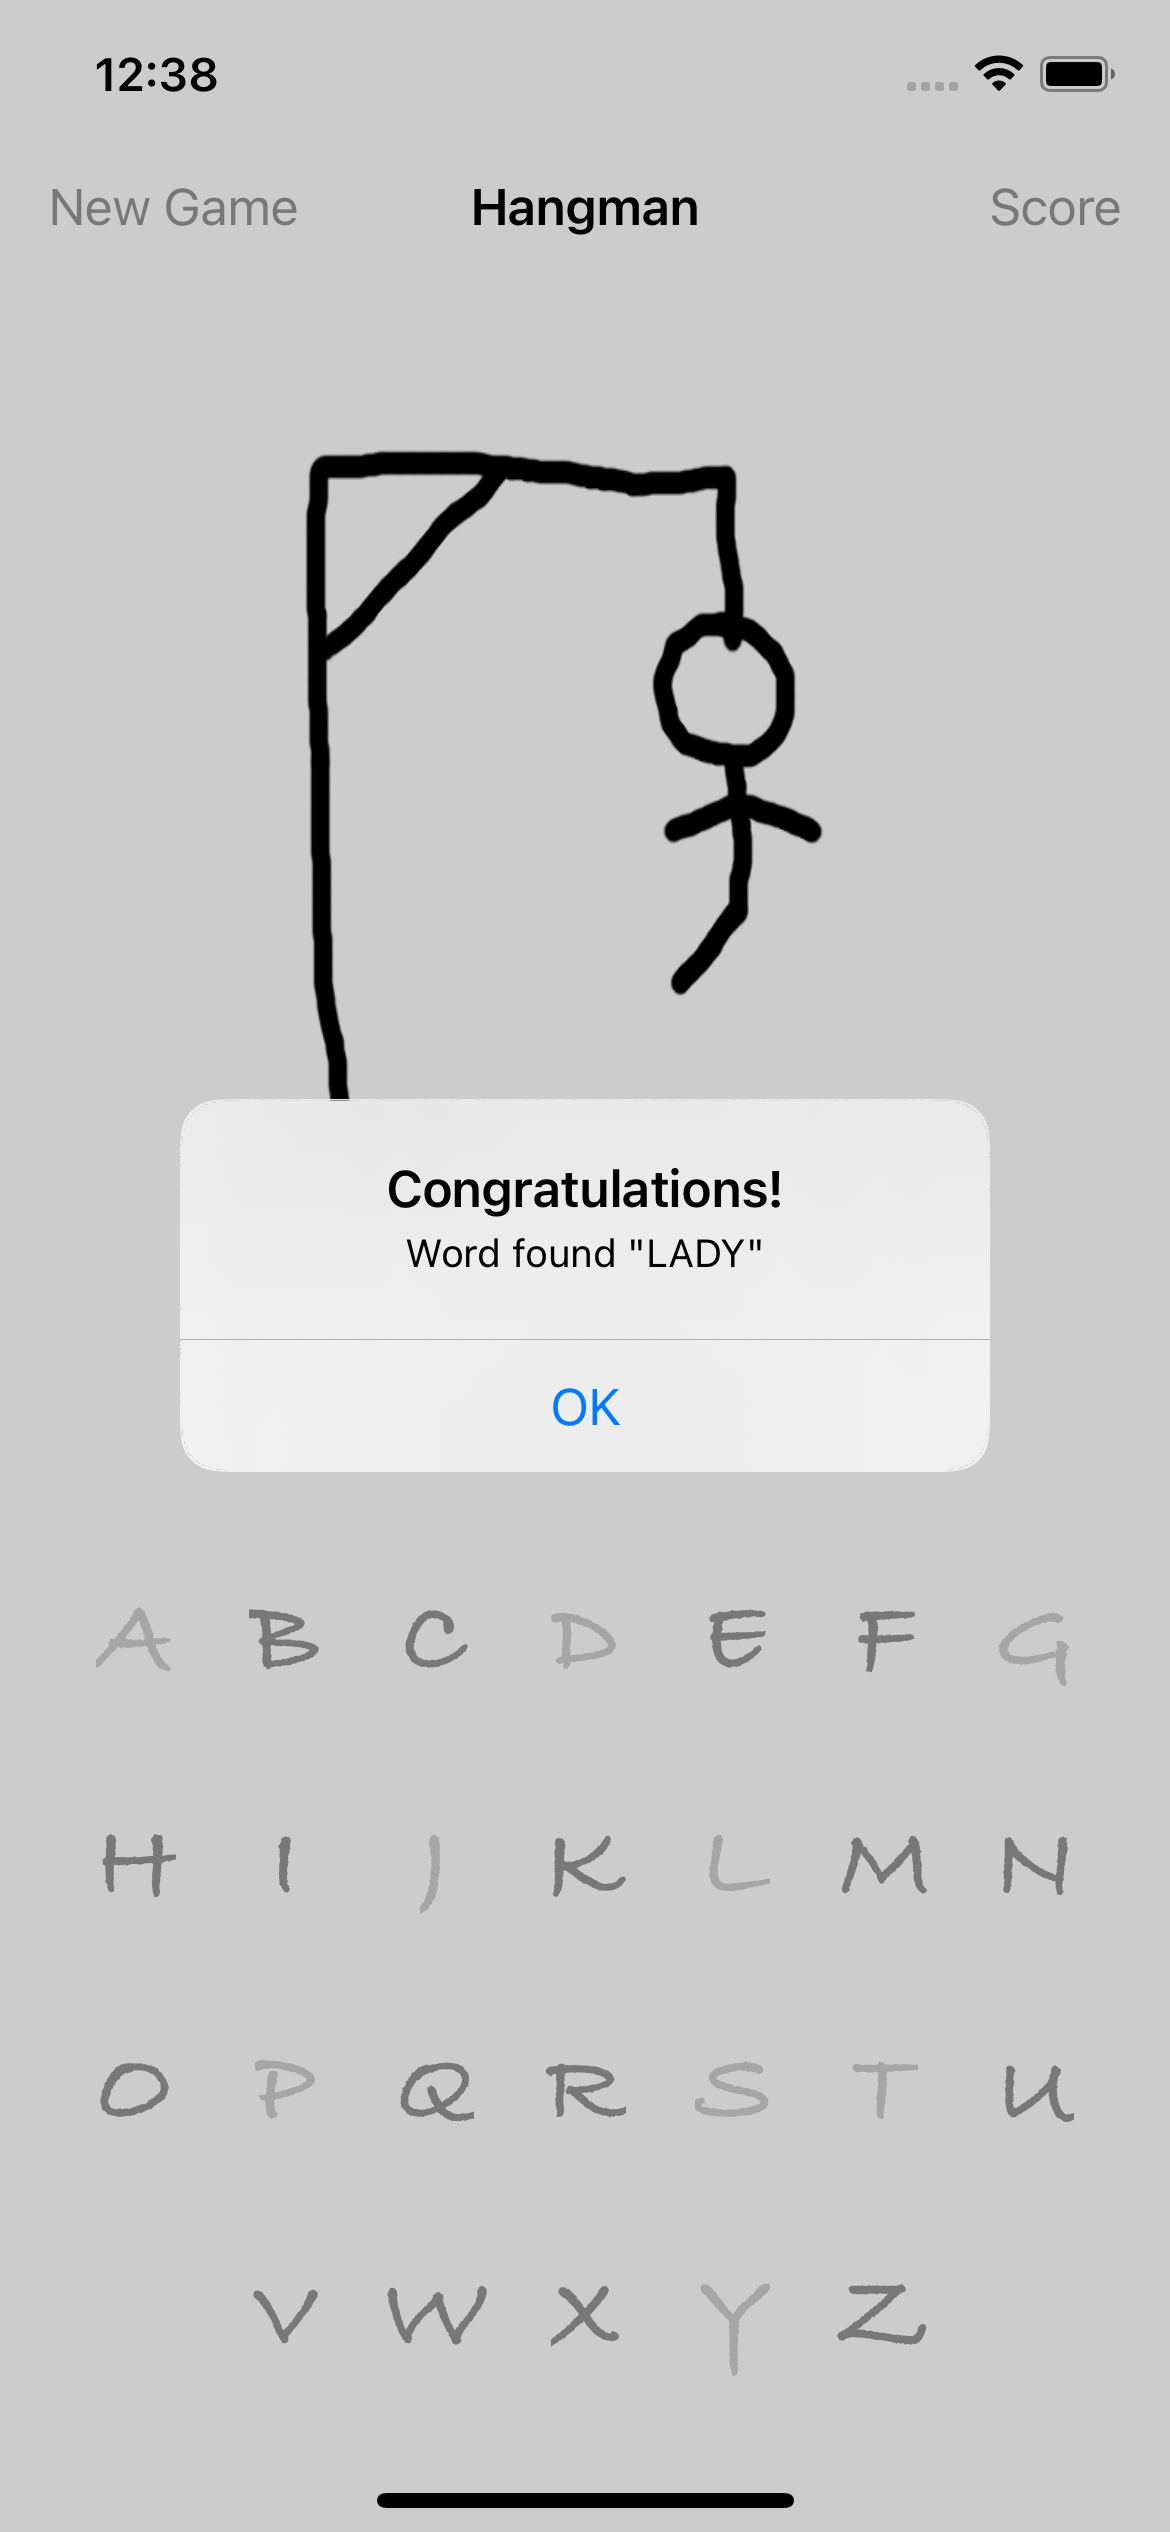 12:38
New Game Hangman Score
Congratulations!
Word found "LADY"
OK
A B C D E F G
H I J K L M N
O P Q R S T U
V W X Y Z